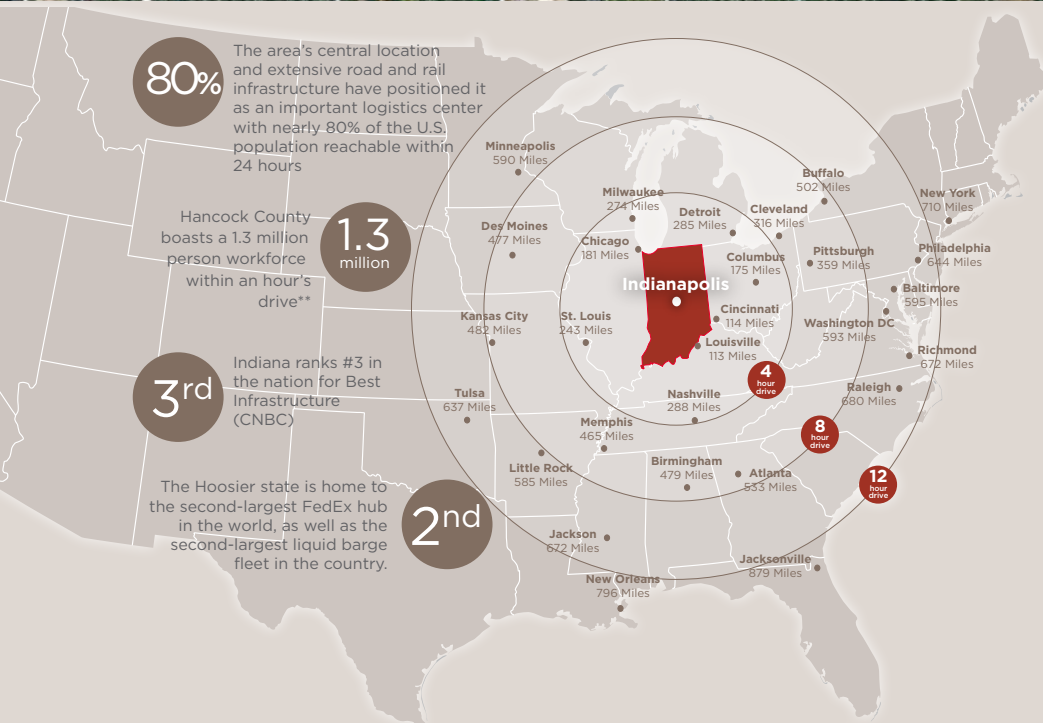 80%
The area's central location
and extensive road and rail
infrastructure have positioned it
as an important logistics center
with nearly 80% of the U.S.
population reachable within
24 hours
Hancock County
boasts a 1.3 million
person workforce
within an hour's
drive**
1.3
million
3rd
Indiana ranks #3 in
the nation for Best
Infrastructure
(CNBC)
The Hoosier state is home to
the second-largest FedEx hub
in the world, as well as the
second-largest liquid barge
fleet in the country.
2nd
Minneapolis
590 Miles
Milwaukee
274 Miles
Detroit
285 Miles
Cleveland
316 Miles
Buffalo
502 Miles
New York
710 Miles
Des Moines
477 Miles
Chicago
181 Miles
Columbus
175 Miles
Pittsburgh
359 Miles
Philadelphia
644 Miles
Indianapolis
Baltimore
595 Miles
Kansas City
482 Miles
St. Louis
243 Miles
Cincinnati
114 Miles
Washington DC
593 Miles
Louisville
113 Miles
Richmond
672 Miles
4
hour
drive
Tulsa
637 Miles
Nashville
288 Miles
Raleigh
680 Miles
Memphis
465 Miles
8
hour
drive
Little Rock
585 Miles
Birmingham
479 Miles
Atlanta
533 Miles
12
hour
drive
Jackson
672 Miles
Jacksonville
879 Miles
New Orleans
796 Miles